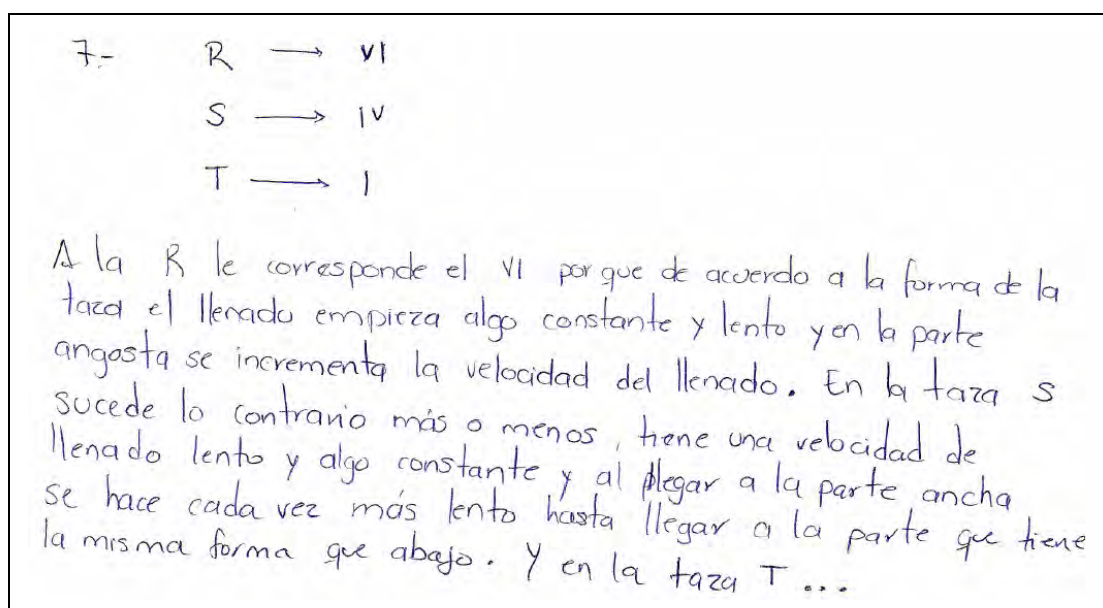 7.- R → VI
S → IV
T → I
A la R le corresponde el VI porque de acuerdo a la forma de la
taza el llenado empieza algo constante y lento y en la parte
angosta se incrementa la velocidad del llenado. En la taza S
sucede lo contrario más o menos, tiene una velocidad de
llenado lento y algo constante y al llegar a la parte ancha
se hace cada vez más lento hasta llegar a la parte que tiene
la misma forma que abajo. Y en la taza T ...